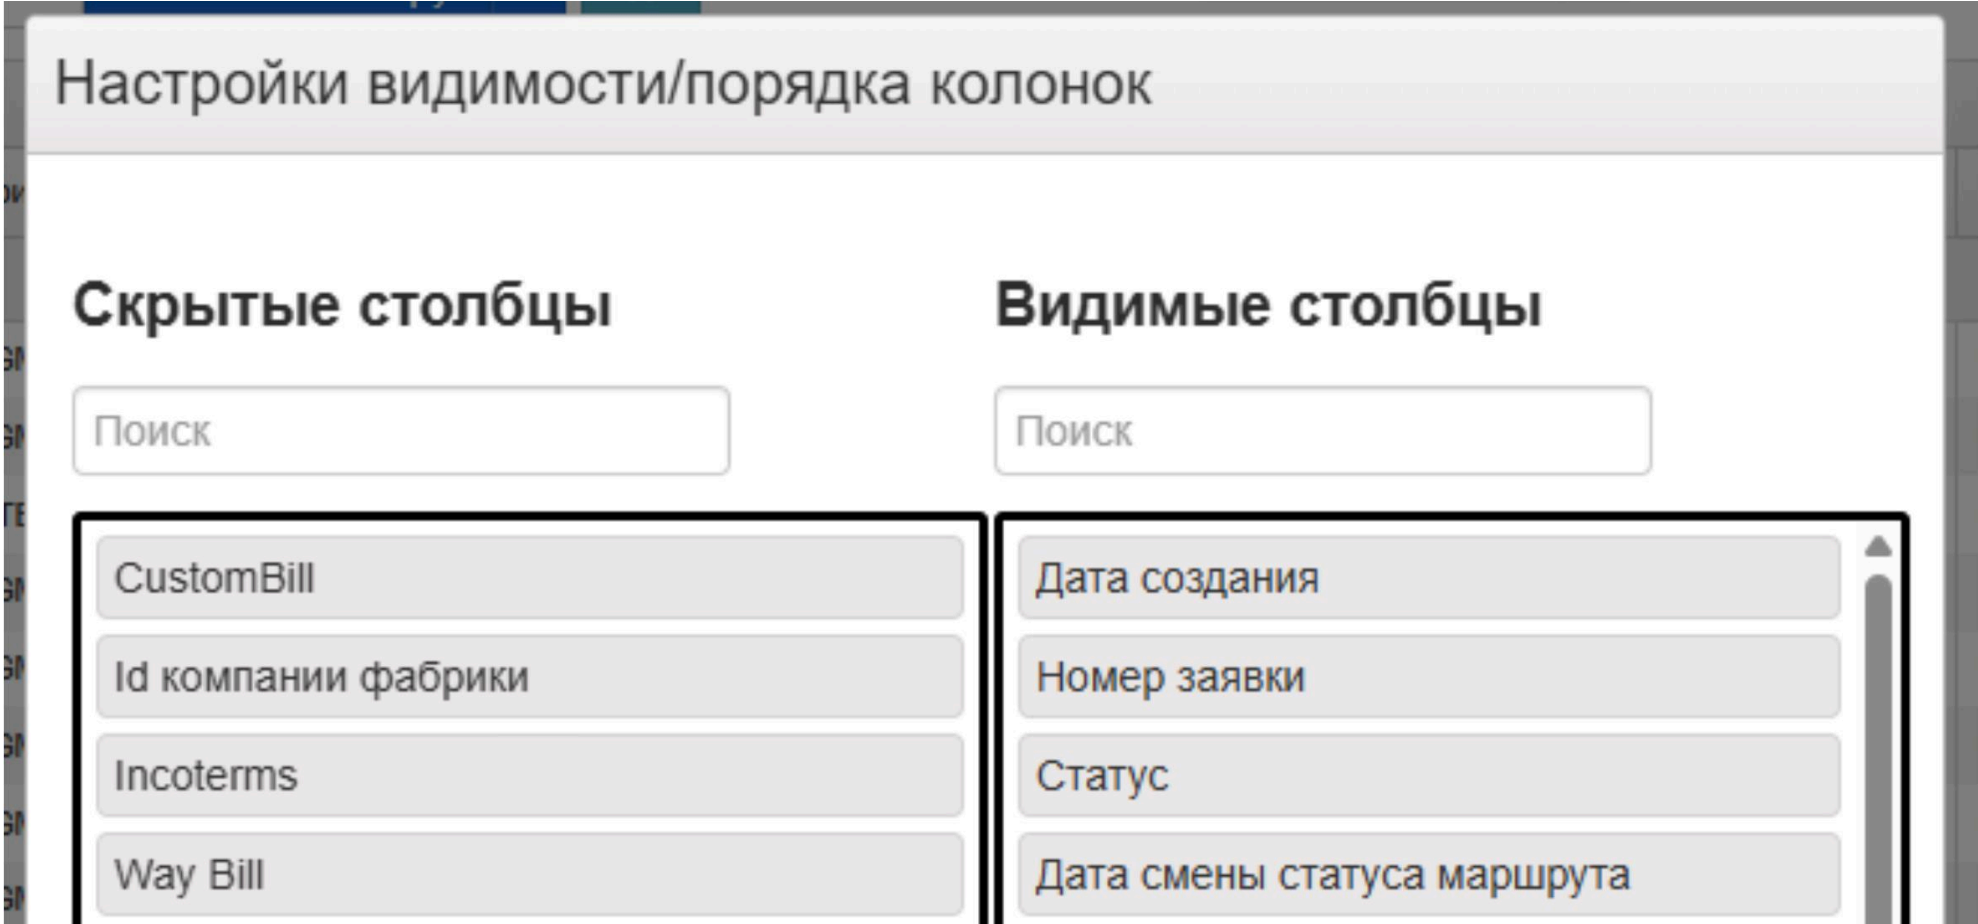 Настройки видимости/порядка колонок
Скрытые столбцы
Видимые столбцы
Поиск
Поиск
CustomBill
Id компании фабрики
Incoterms
Way Bill
Дата создания
Номер заявки
Статус
Дата смены статуса маршрута